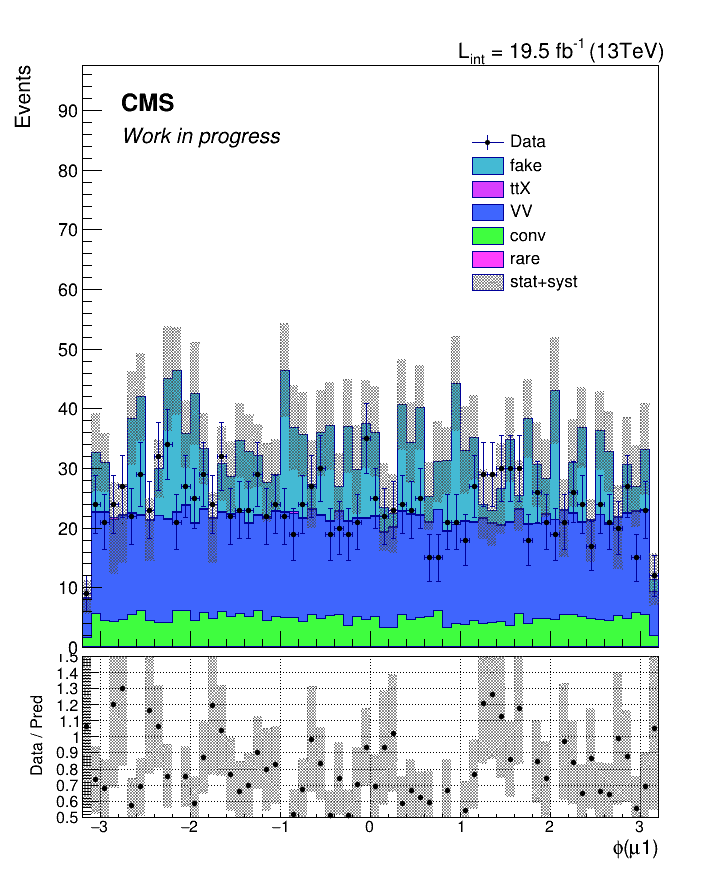 L_int = 19.5 fb^-1 (13TeV)
Events
CMS
Work in progress
Data
fake
ttX
VV
conv
rare
stat+syst
90
80
70
60
50
40
30
20
10
0
1.5
1.4
1.3
1.2
1.1
1
0.9
0.8
0.7
0.6
0.5
Data / Pred
−3 −2 −1 0 1 2 3
ϕ(μ1)